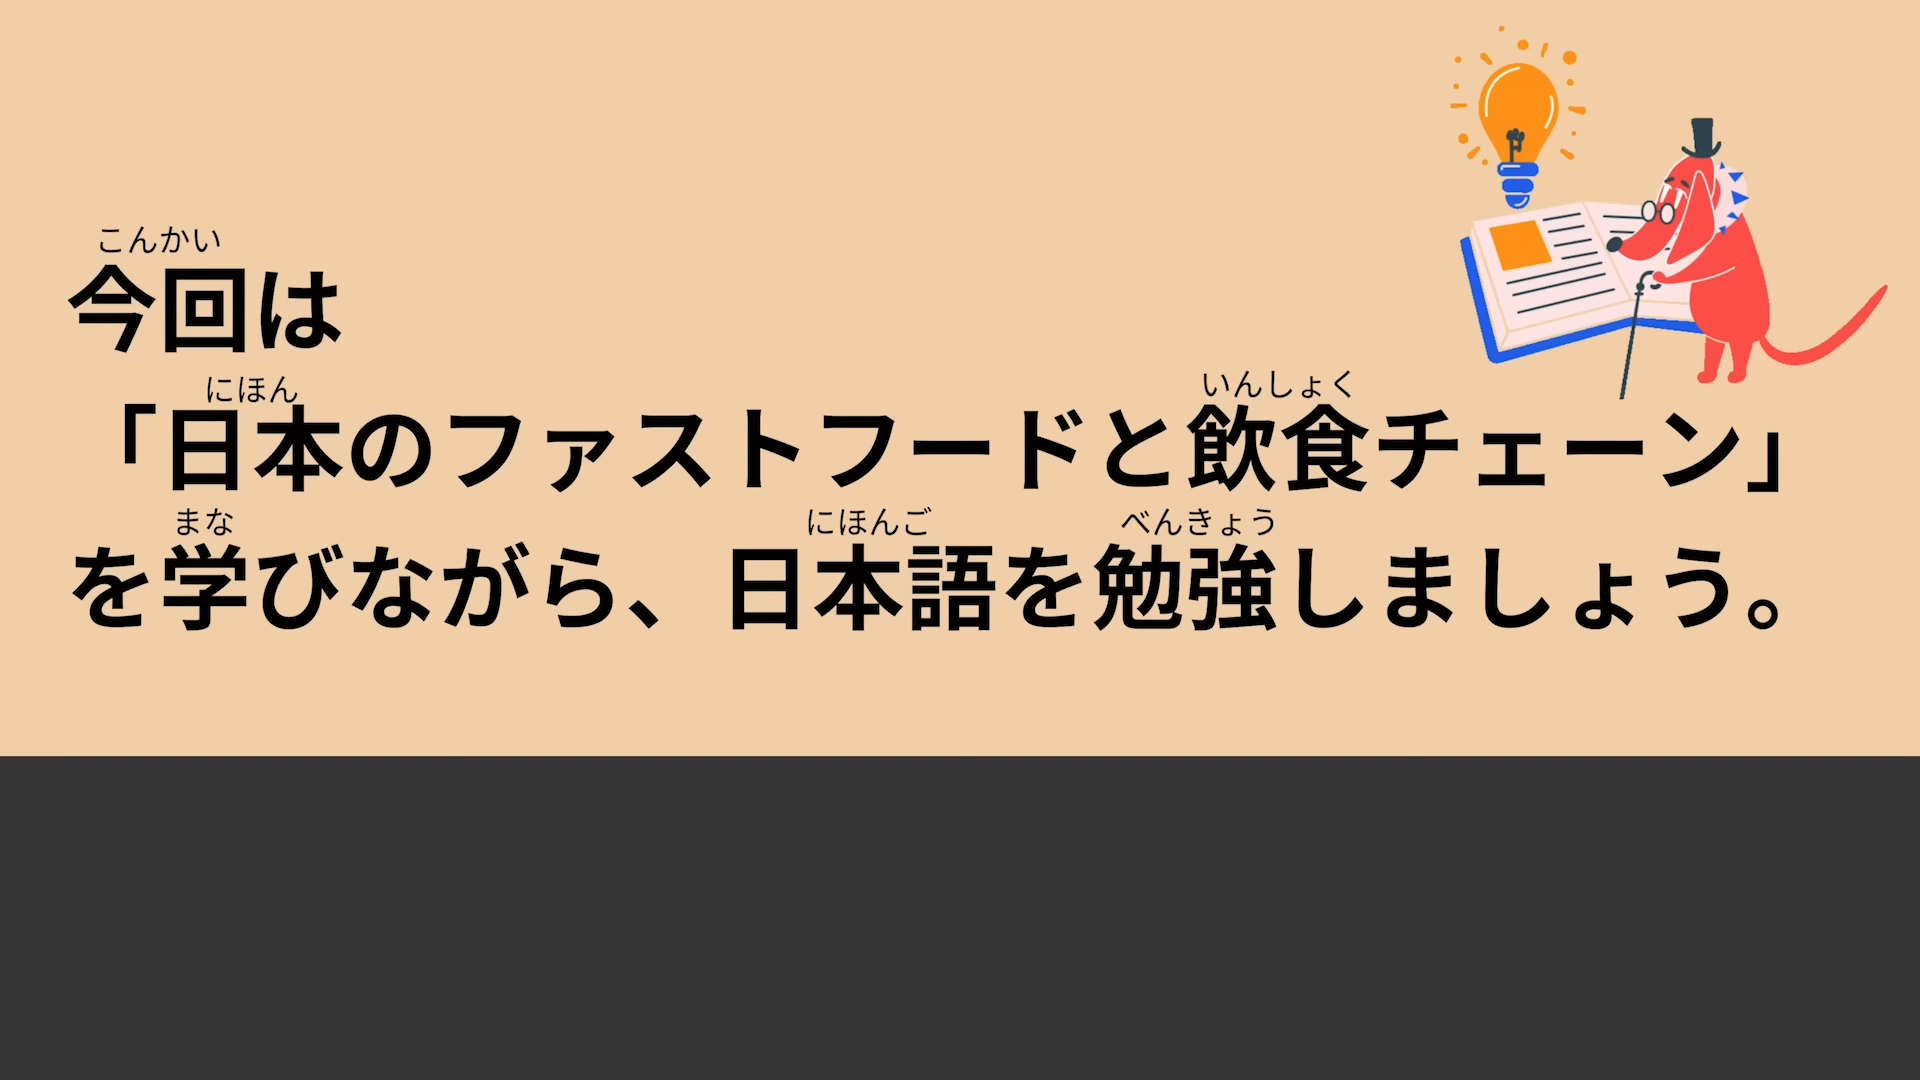 こんかい
今回は
にほん いんしょく
「日本のファストフードと飲食チェーン」
まな にほんご べんきょう
を学びながら、日本語を勉強しましょう。